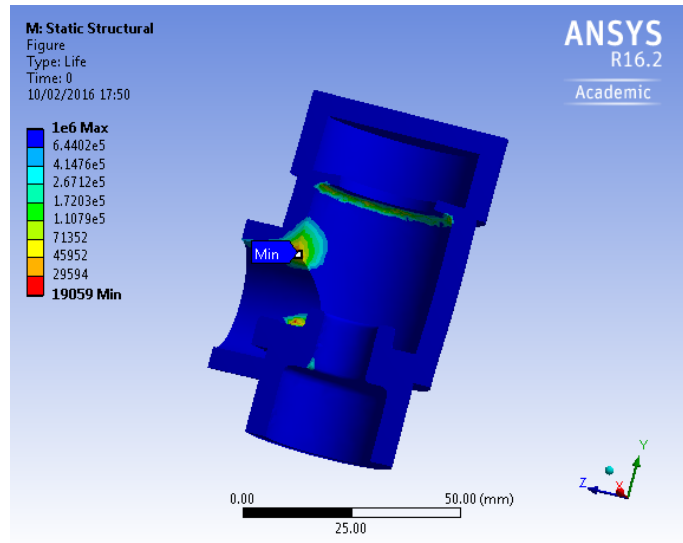 M: Static Structural
Figure
Type: Life
Time: 0
10/02/2016 17:50
ANSYS
R16.2
Academic
1e6 Max
6.4402e5
4.1476e5
2.6712e5
1.7203e5
1.1079e5
71352
45952
29594
19059 Min
Min
Y
Z
X
0.00
50.00 (mm)
25.00